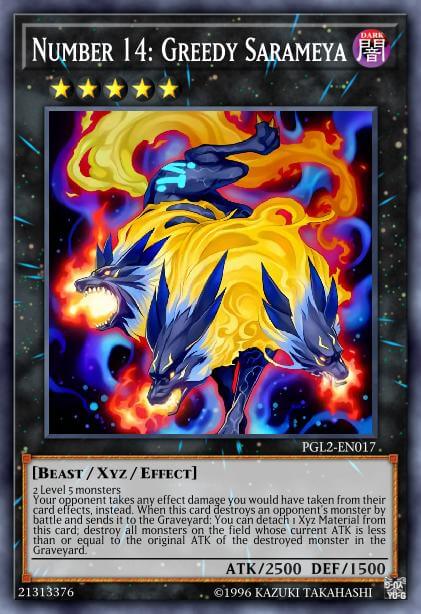 Number 14: Greedy Sarameya
DARK
闇
PGL2-EN017
[Beast / Xyz / Effect]
2 Level 5 monsters
Your opponent takes any effect damage you would have taken from their
card effects, instead. When this card destroys an opponent's monster by
battle and sends it to the Graveyard: You can detach 1 Xyz Material from
this card; destroy all monsters on the field whose current ATK is less
than or equal to the original ATK of the destroyed monster in the
Graveyard.
ATK/2500 DEF/1500
21313376
©1996 KAZUKI TAKAHASHI